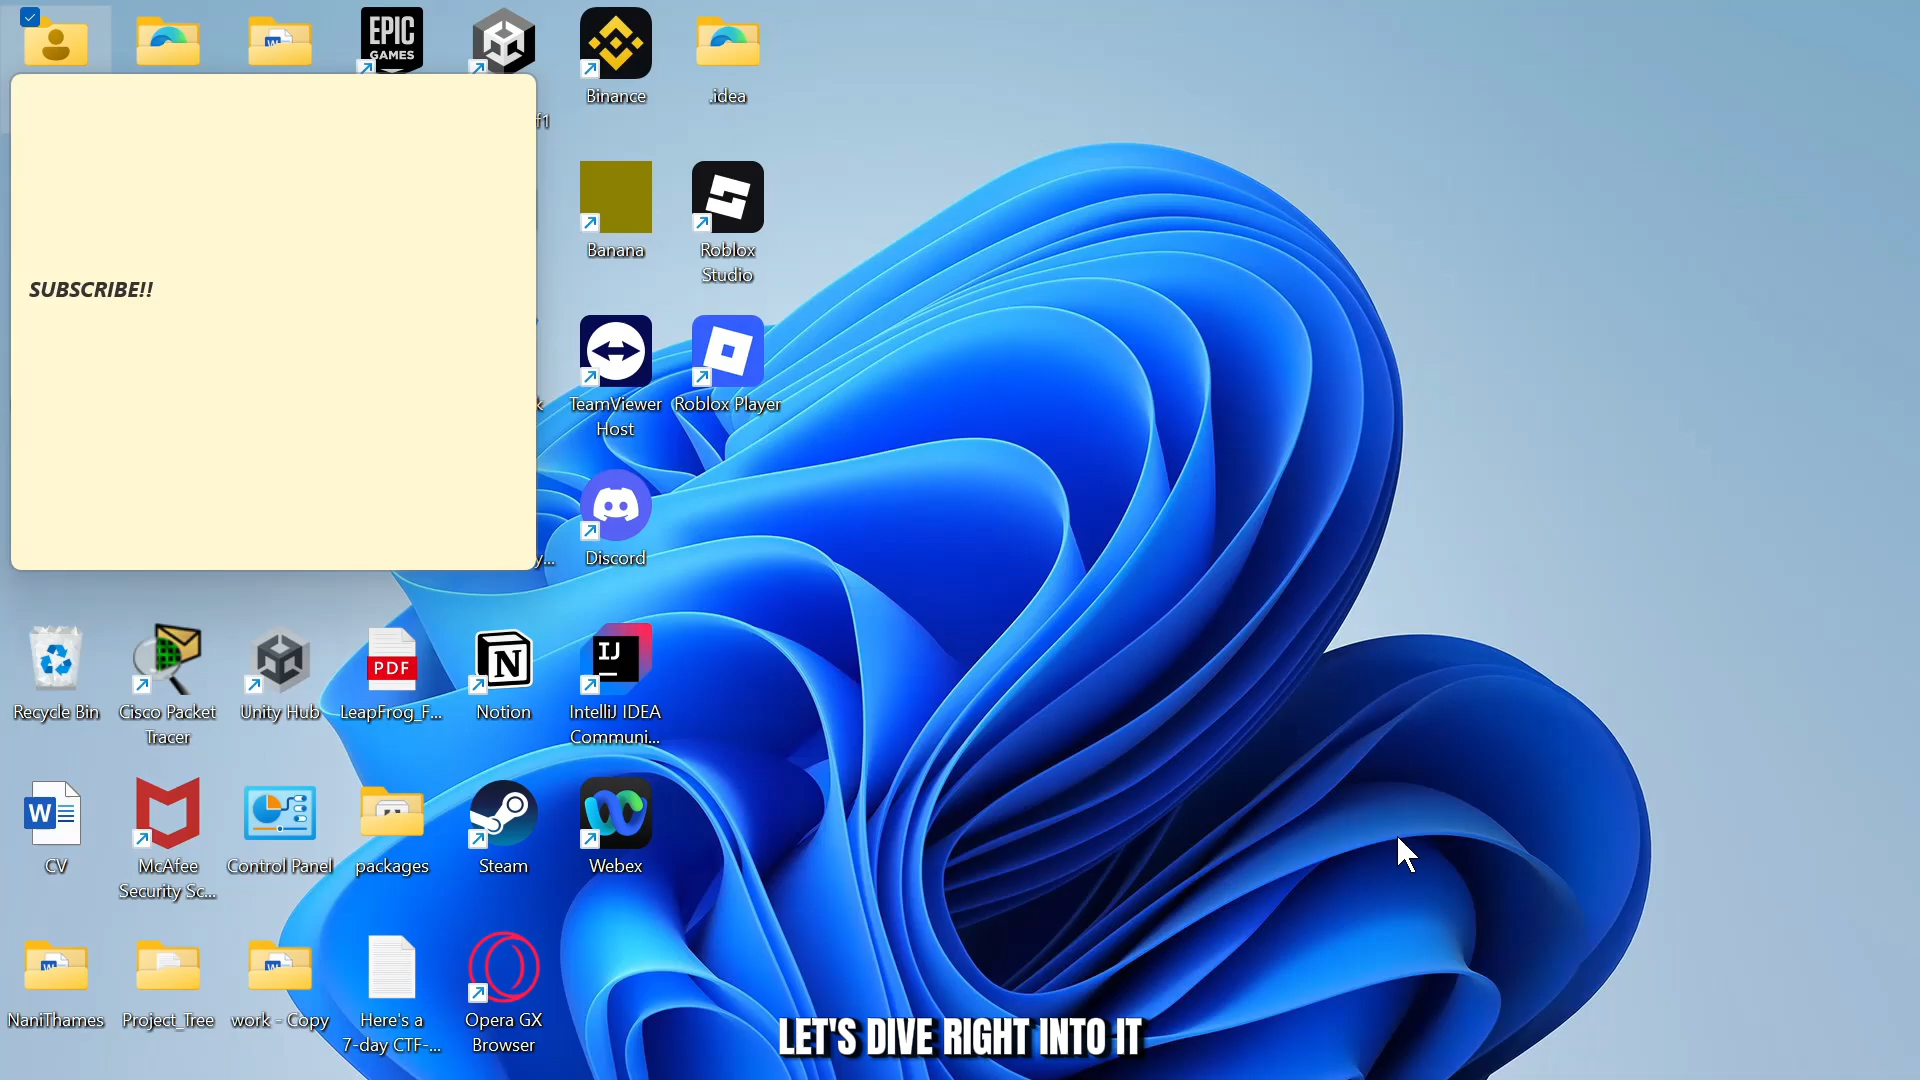 EPIC
GAMES
Binance
.idea
f1
SUBSCRIBE!!
Banana
Roblox
Studio
k
TeamViewer
Host
Roblox Player
y...
Discord
Recycle Bin
Cisco Packet
Tracer
Unity Hub
PDF
LeapFrog_F...
N
Notion
IJ
IntelliJ IDEA
Communi...
W
CV
McAfee
Security Sc...
Control Panel
packages
Steam
Webex
NaniThames
Project_Tree
work - Copy
Here's a
7-day CTF-...
Opera GX
Browser
LET'S DIVE RIGHT INTO IT